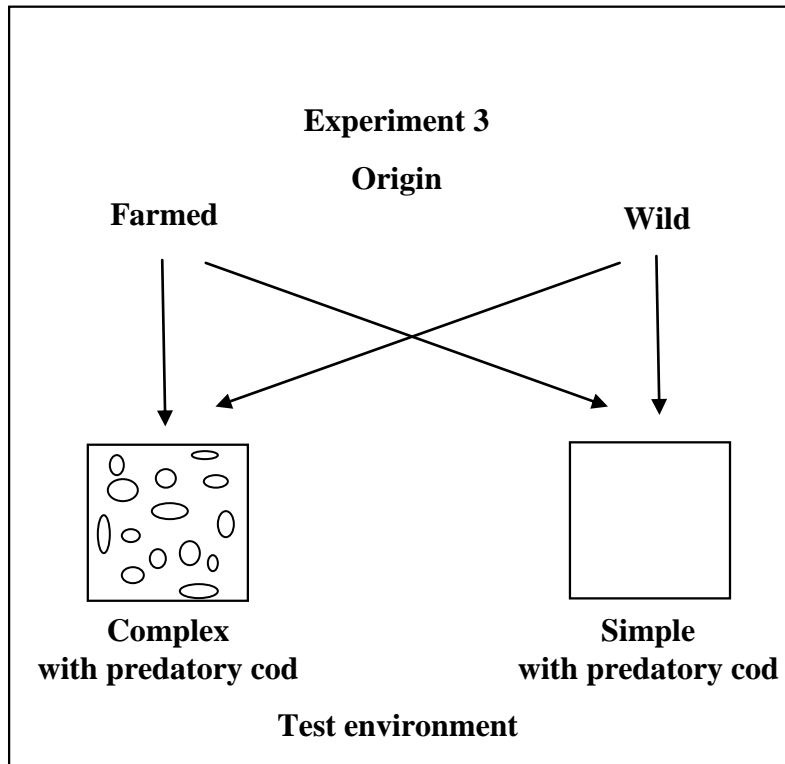 Experiment 3
Origin
Farmed
Wild
Complex
with predatory cod
Simple
with predatory cod
Test environment